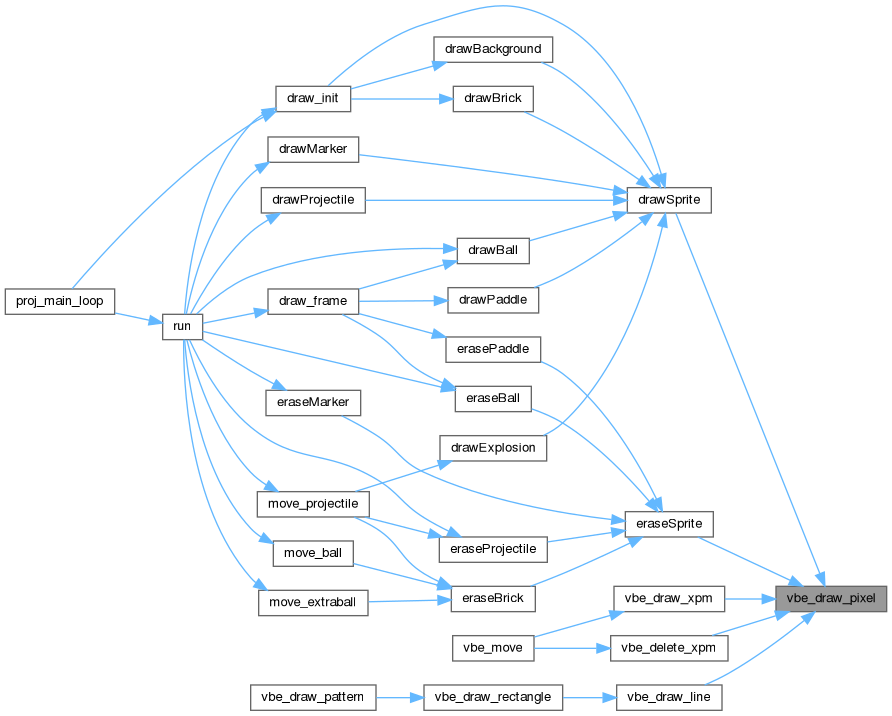 drawBackground
draw_init
drawBrick
drawMarker
drawProjectile
drawSprite
drawBall
proj_main_loop
run
draw_frame
drawPaddle
erasePaddle
eraseMarker
eraseBall
drawExplosion
move_projectile
eraseSprite
move_ball
eraseProjectile
move_extraball
eraseBrick
vbe_draw_xpm
vbe_draw_pixel
vbe_move
vbe_delete_xpm
vbe_draw_pattern
vbe_draw_rectangle
vbe_draw_line